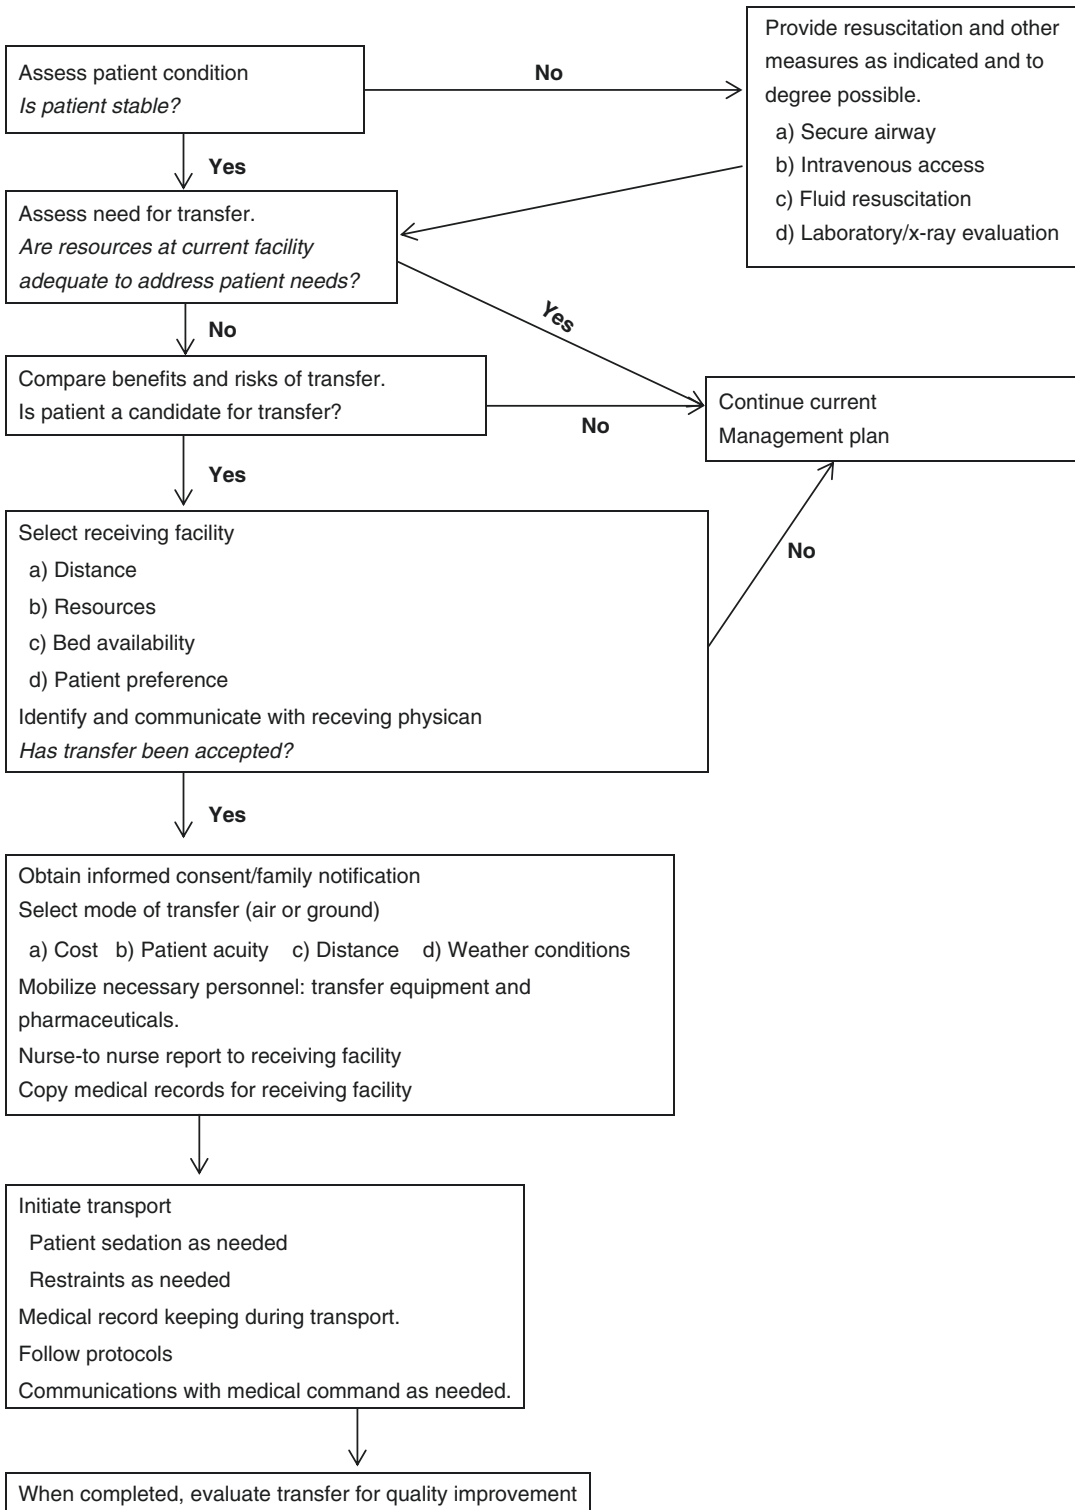 Assess patient condition
Is patient stable?
No
Provide resuscitation and other
measures as indicated and to
degree possible.
a) Secure airway
b) Intravenous access
c) Fluid resuscitation
d) Laboratory/x-ray evaluation
Yes
Assess need for transfer.
Are resources at current facility
adequate to address patient needs?
Yes
No
Compare benefits and risks of transfer.
Is patient a candidate for transfer?
No
Continue current
Management plan
Yes
Select receiving facility
a) Distance
b) Resources
c) Bed availability
d) Patient preference
Identify and communicate with receving physican
Has transfer been accepted?
No
Yes
Obtain informed consent/family notification
Select mode of transfer (air or ground)
a) Cost b) Patient acuity c) Distance d) Weather conditions
Mobilize necessary personnel: transfer equipment and
pharmaceuticals.
Nurse-to nurse report to receiving facility
Copy medical records for receiving facility
Initiate transport
Patient sedation as needed
Restraints as needed
Medical record keeping during transport.
Follow protocols
Communications with medical command as needed.
When completed, evaluate transfer for quality improvement